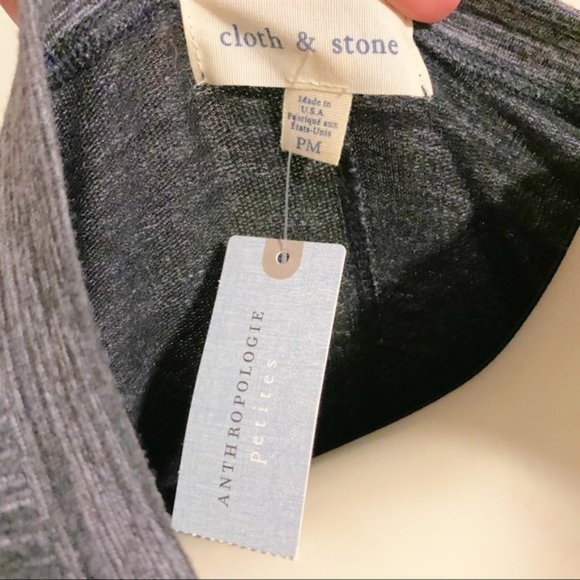 cloth & stone
Made in
U.S.A.
Fabriqué aux
États-Unis
PM
ANTHROPOLOGIE
petites